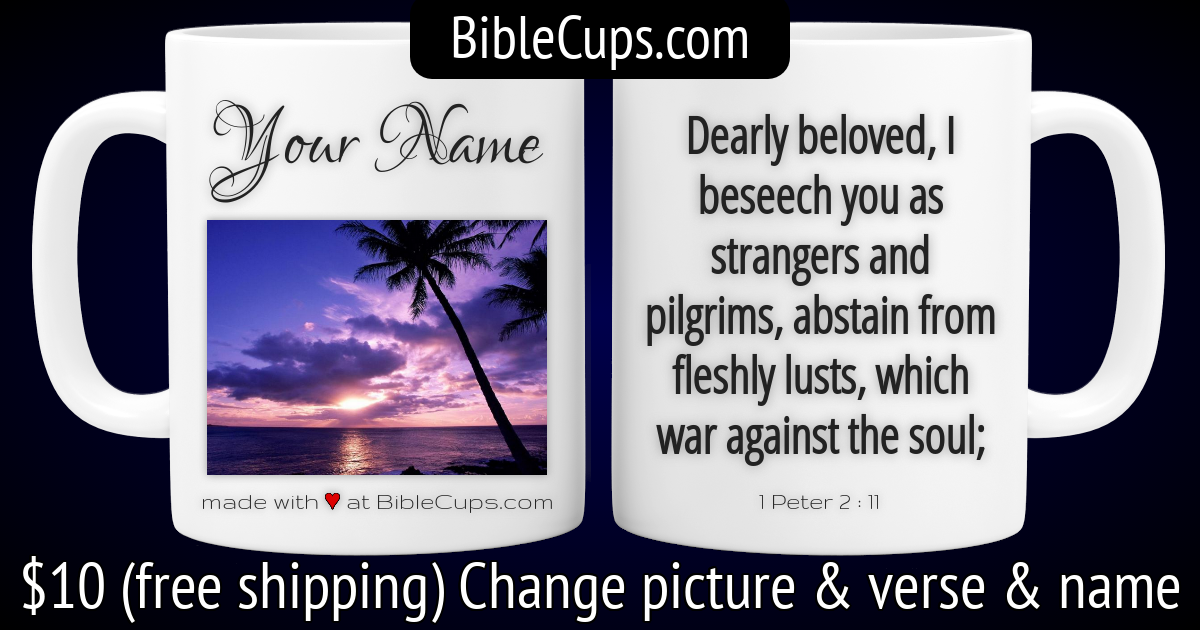 BibleCups.com
Your Name
made with ♥ at BibleCups.com
Dearly beloved, I
beseech you as
strangers and
pilgrims, abstain from
fleshly lusts, which
war against the soul;
1 Peter 2 : 11
$10 (free shipping) Change picture & verse & name